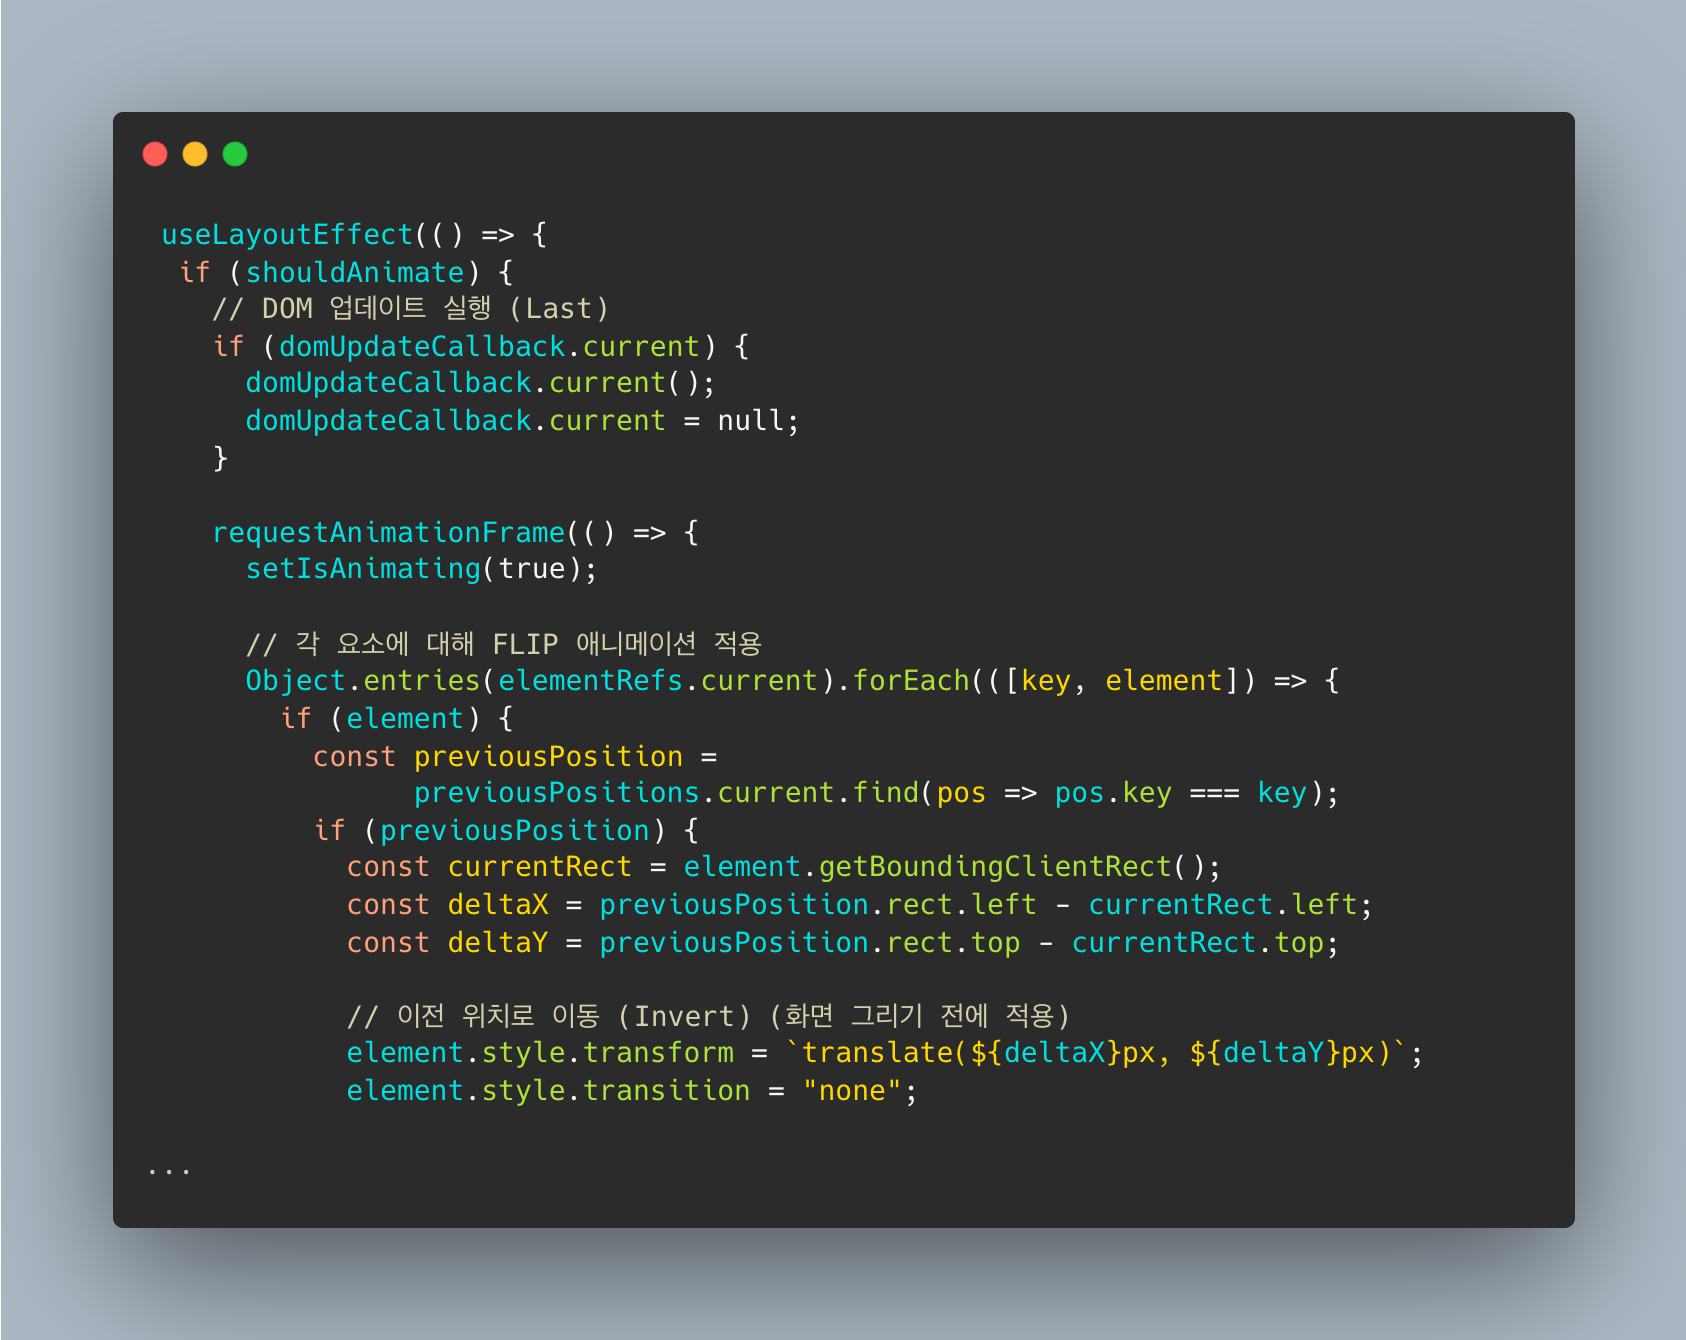 useLayoutEffect(() => {
if (shouldAnimate) {
// DOM 업데이트 실행 (Last)
if (domUpdateCallback.current) {
domUpdateCallback.current();
domUpdateCallback.current = null;
}
requestAnimationFrame(() => {
setIsAnimating(true);
// 각 요소에 대해 FLIP 애니메이션 적용
Object.entries(elementRefs.current).forEach(([key, element]) => {
if (element) {
const previousPosition =
previousPositions.current.find(pos => pos.key === key);
if (previousPosition) {
const currentRect = element.getBoundingClientRect();
const deltaX = previousPosition.rect.left - currentRect.left;
const deltaY = previousPosition.rect.top - currentRect.top;
// 이전 위치로 이동 (Invert) (화면 그리기 전에 적용)
element.style.transform = `translate(${deltaX}px, ${deltaY}px)`;
element.style.transition = "none";
...